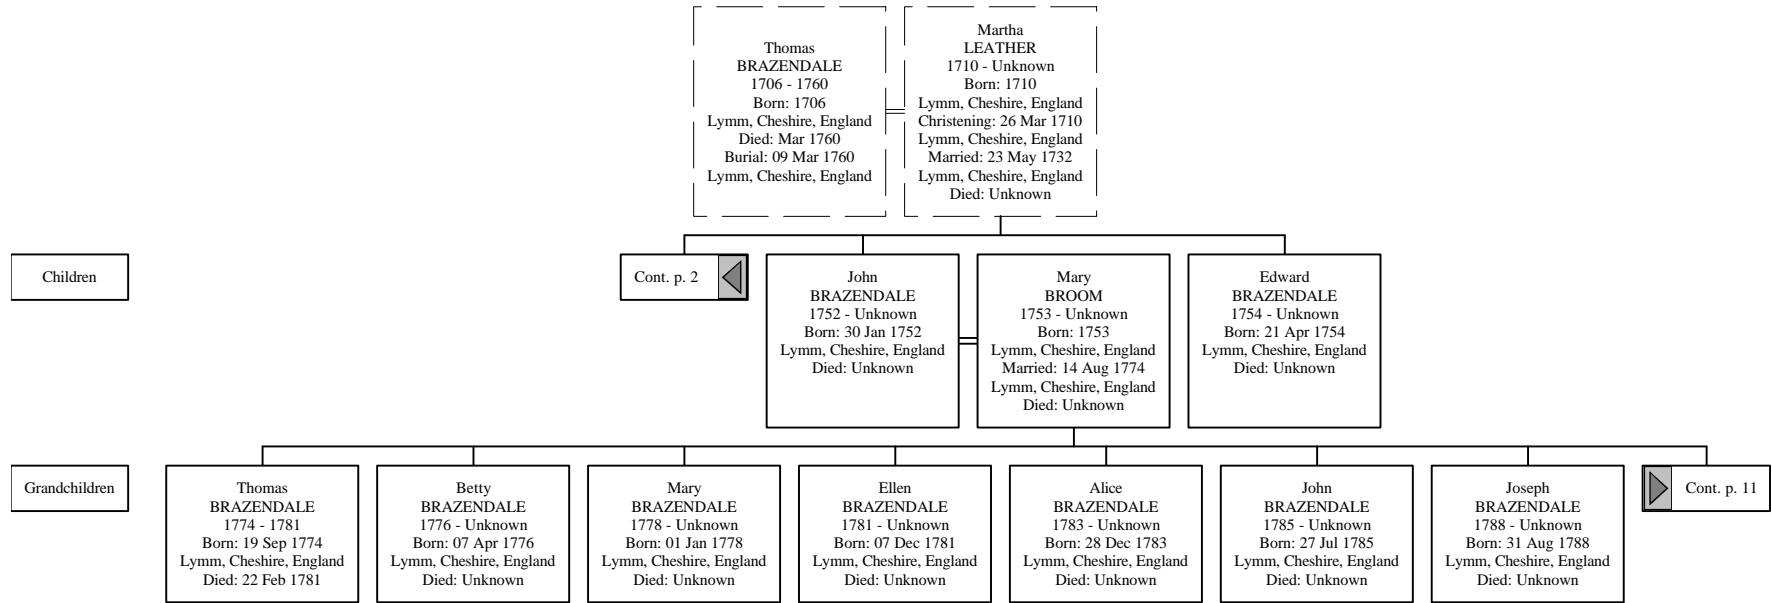 Thomas
BRAZENDALE
1706 - 1760
Born: 1706
Lymm, Cheshire, England
Died: Mar 1760
Burial: 09 Mar 1760
Lymm, Cheshire, England
Martha
LEATHER
1710 - Unknown
Born: 1710
Lymm, Cheshire, England
Christening: 26 Mar 1710
Lymm, Cheshire, England
Married: 23 May 1732
Lymm, Cheshire, England
Died: Unknown
Children
Cont. p. 2
John
BRAZENDALE
1752 - Unknown
Born: 30 Jan 1752
Lymm, Cheshire, England
Died: Unknown
Mary
BROOM
1753 - Unknown
Born: 1753
Lymm, Cheshire, England
Married: 14 Aug 1774
Lymm, Cheshire, England
Died: Unknown
Edward
BRAZENDALE
1754 - Unknown
Born: 21 Apr 1754
Lymm, Cheshire, England
Died: Unknown
Grandchildren
Thomas
BRAZENDALE
1774 - 1781
Born: 19 Sep 1774
Lymm, Cheshire, England
Died: 22 Feb 1781
Betty
BRAZENDALE
1776 - Unknown
Born: 07 Apr 1776
Lymm, Cheshire, England
Died: Unknown
Mary
BRAZENDALE
1778 - Unknown
Born: 01 Jan 1778
Lymm, Cheshire, England
Died: Unknown
Ellen
BRAZENDALE
1781 - Unknown
Born: 07 Dec 1781
Lymm, Cheshire, England
Died: Unknown
Alice
BRAZENDALE
1783 - Unknown
Born: 28 Dec 1783
Lymm, Cheshire, England
Died: Unknown
John
BRAZENDALE
1785 - Unknown
Born: 27 Jul 1785
Lymm, Cheshire, England
Died: Unknown
Joseph
BRAZENDALE
1788 - Unknown
Born: 31 Aug 1788
Lymm, Cheshire, England
Died: Unknown
Cont. p. 11